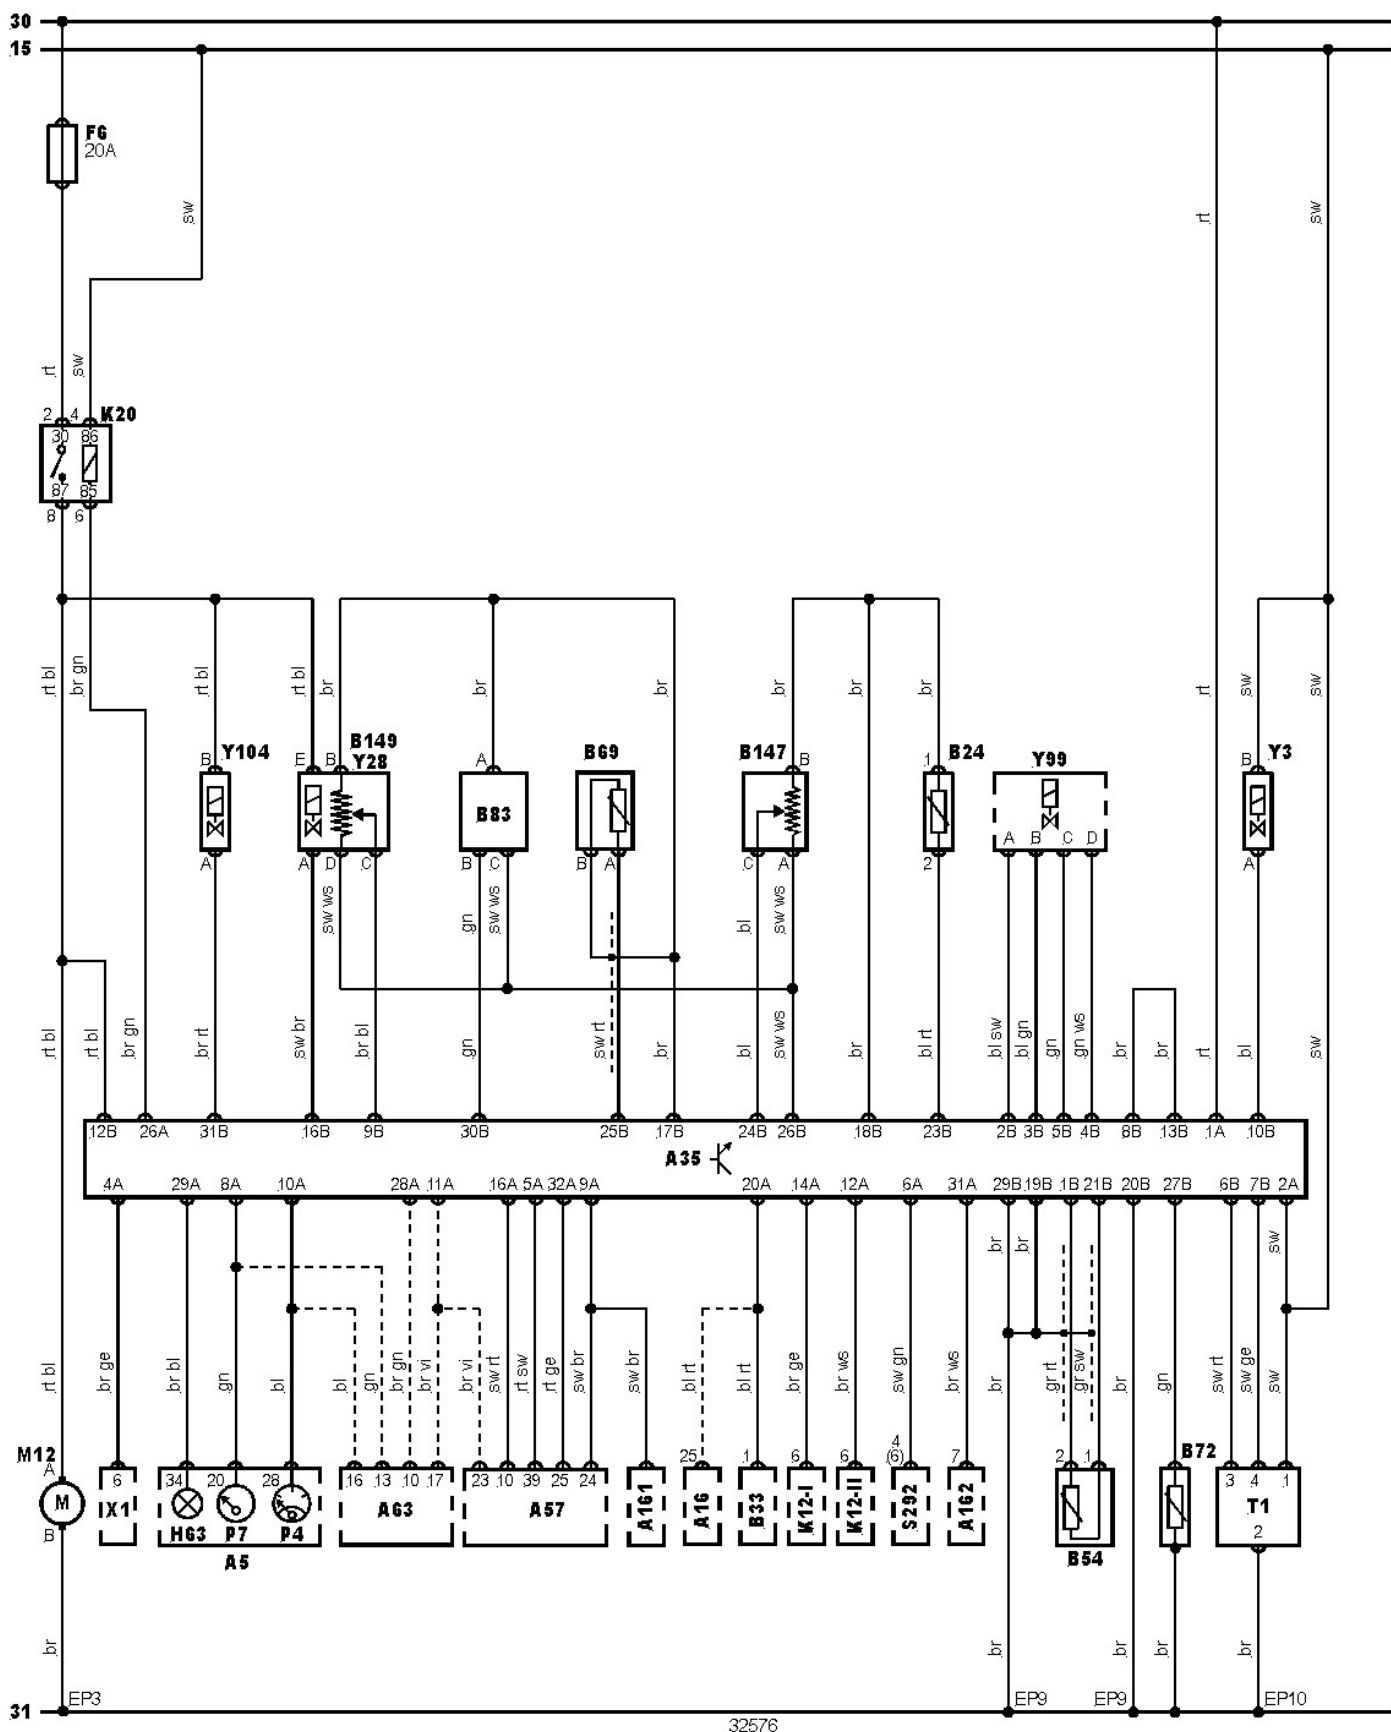 30
15
F6
20A
sw
rt
sw
rt
sw
2 4 K20
30 86
87 85
8 6
rt bl
br gn
rt bl
rt bl
br
br
br
br
br
br
rt
sw
sw
B Y104
E B B149
Y28
A
B69
B147 B
1 B24
Y99
B Y3
B83
A B C D
A
A D C
B C
B A
C A
2
A
sw ws
gn
sw ws
bl
sw ws
rt bl
rt bl
br gn
br rt
sw br
br bl
gn
sw rt
br
bl
sw ws
br
bl rt
bl sw
bl gn
gn
gn ws
br
br
rt
bl
sw
12B 26A 31B 16B 9B 30B 25B 17B 24B 26B 18B 23B 2B 3B 5B 4B 8B 13B 1A 10B
A35
4A 29A 8A 10A 28A 11A 16A 5A 32A 9A 20A 14A 12A 6A 31A 29B 19B 1B 21B 20B 27B 6B 7B 2A
br
br
sw
rt bl
br ge
br bl
gn
bl
bl
gn
br gn
br vi
br vi
sw rt
rt sw
rt ge
sw br
sw br
bl rt
bl rt
br ge
br ws
sw gn
br ws
br
gr rt
gr sw
br
gn
sw rt
sw ge
sw
M12
A
6 34 20 28 16 13 10 17 23 10 39 25 24 25 1 6 6 4
(6) 7 2 1 B72 3 4 1
M
X1
H63 P7 P4
A63
A57
A161
A16
B33
K12-I
K12-II
S292
A162
T1
2
B
A5
B54
br
br
br
br
br
31
EP3
EP9
EP9
EP10
32576